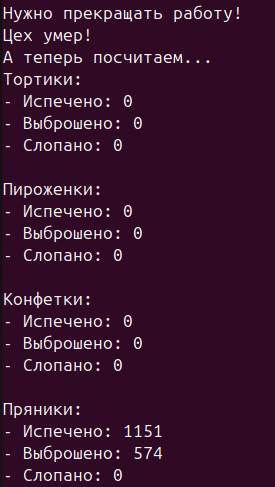 Нужно прекращать работу!
Цех умер!
А теперь посчитаем...
Тортики:
- Испечено: 0
- Выброшено: 0
- Слопано: 0

Пироженки:
- Испечено: 0
- Выброшено: 0
- Слопано: 0

Конфетки:
- Испечено: 0
- Выброшено: 0
- Слопано: 0

Пряники:
- Испечено: 1151
- Выброшено: 574
- Слопано: 0